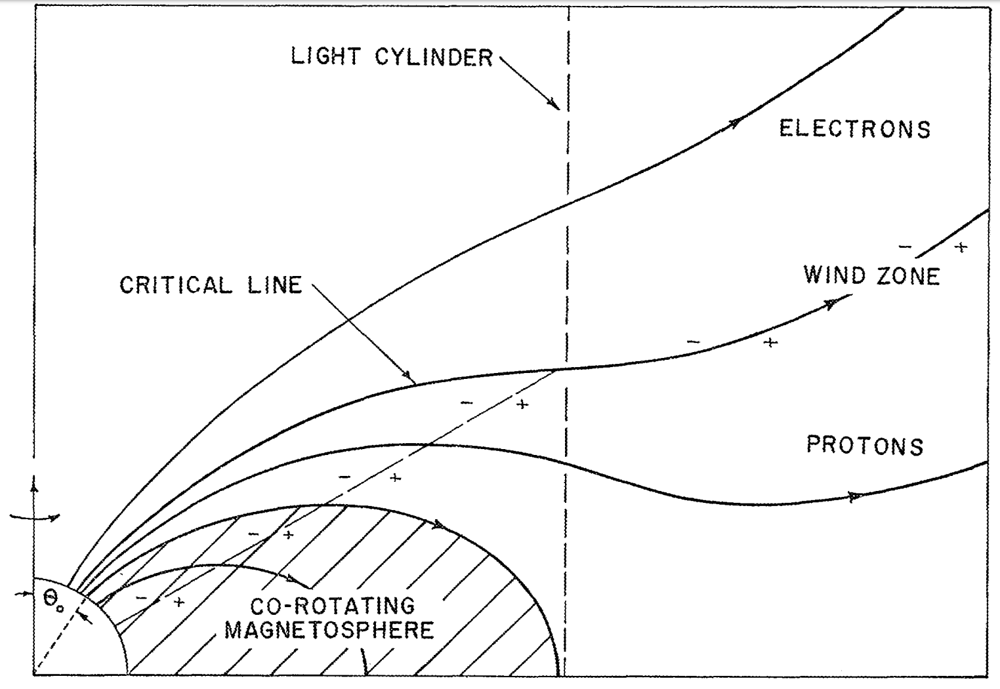 LIGHT CYLINDER
ELECTRONS
- +
WIND ZONE
CRITICAL LINE
- +
- +
PROTONS
- +
- +
- +
θ₀
CO-ROTATING
MAGNETOSPHERE